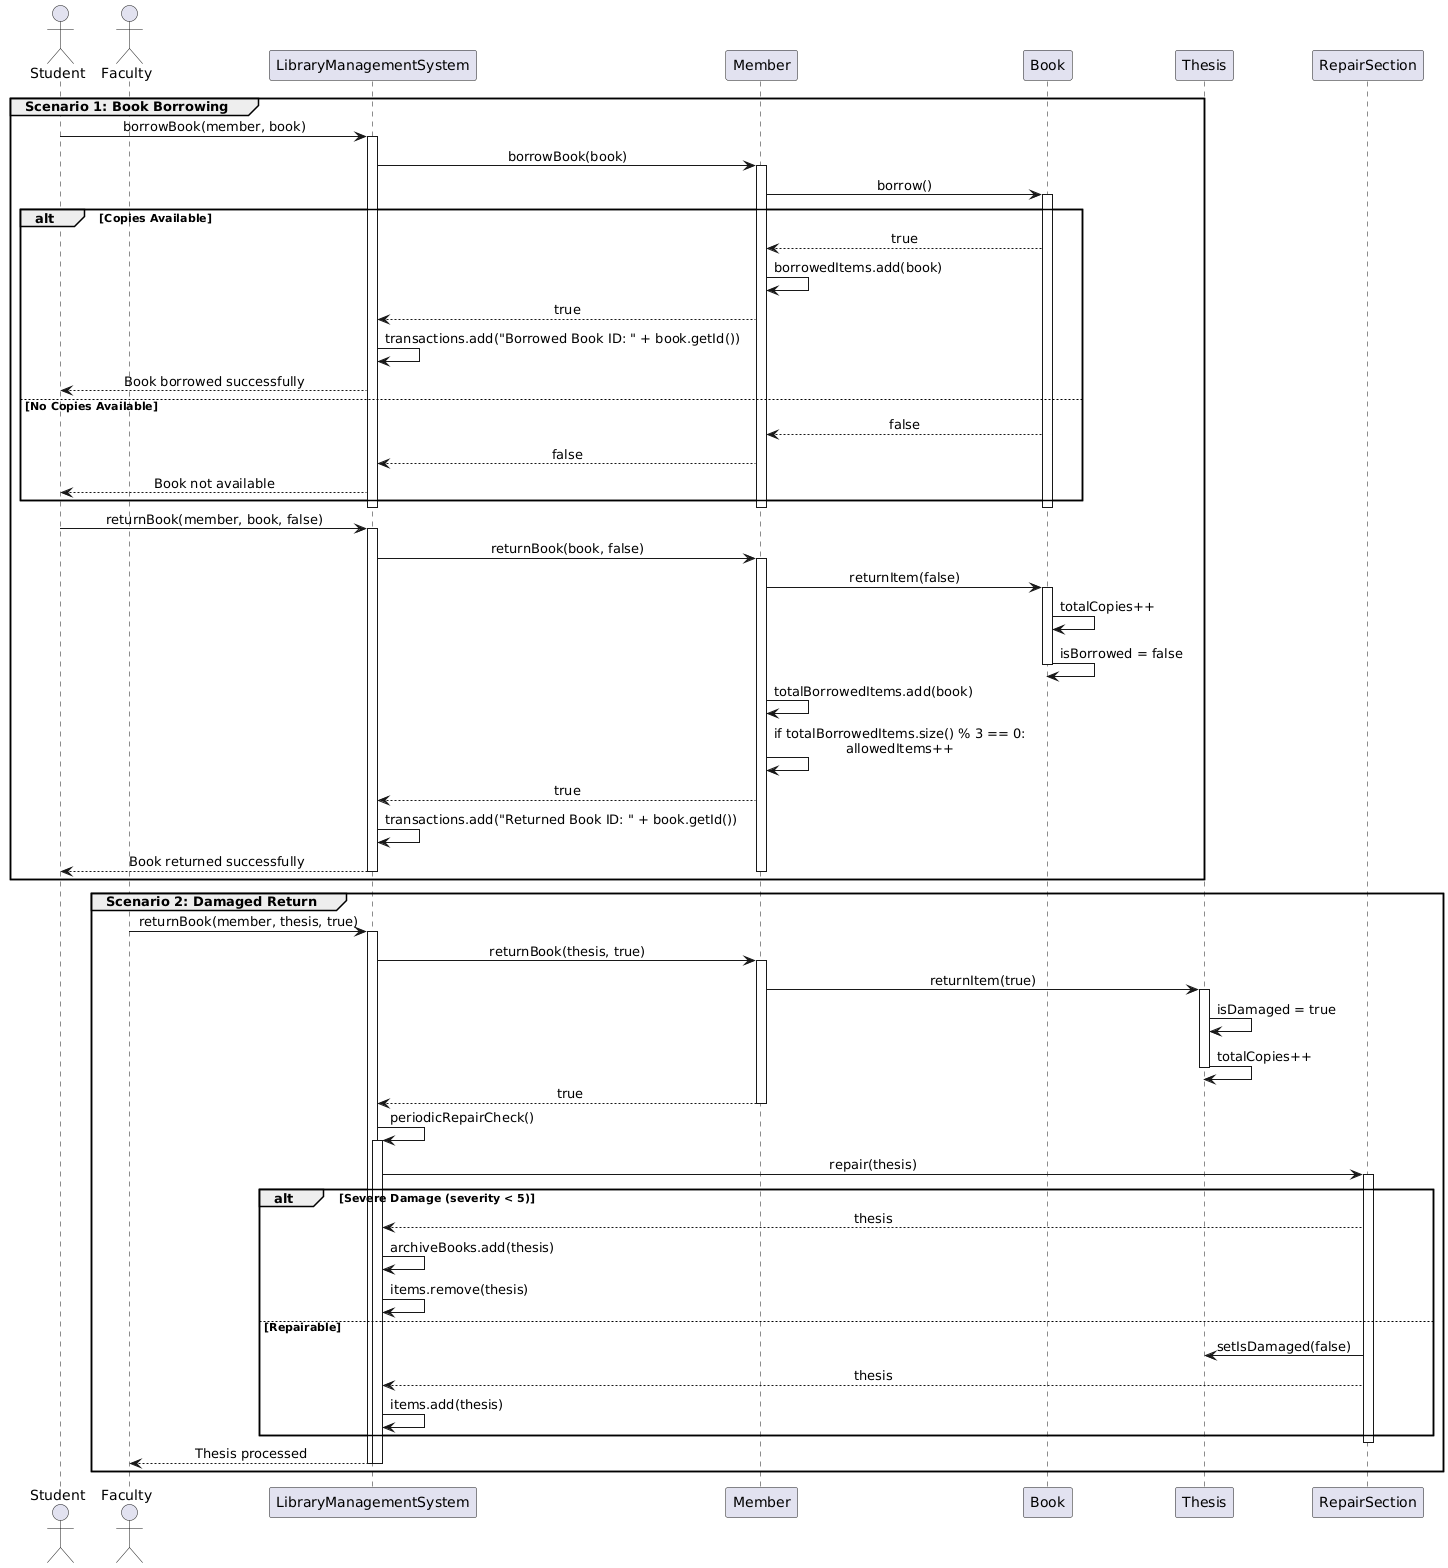 Student
Faculty
LibraryManagementSystem
Member
Book
Thesis
RepairSection
Scenario 1: Book Borrowing
borrowBook(member, book)
borrowBook(book)
borrow()
alt
[Copies Available]
true
borrowedItems.add(book)
true
transactions.add("Borrowed Book ID: " + book.getId())
Book borrowed successfully
[No Copies Available]
false
false
Book not available
returnBook(member, book, false)
returnBook(book, false)
returnItem(false)
totalCopies++
isBorrowed = false
totalBorrowedItems.add(book)
if totalBorrowedItems.size() % 3 == 0:
allowedItems++
true
transactions.add("Returned Book ID: " + book.getId())
Book returned successfully
Scenario 2: Damaged Return
returnBook(member, thesis, true)
returnBook(thesis, true)
returnItem(true)
isDamaged = true
totalCopies++
true
periodicRepairCheck()
repair(thesis)
alt
[Severe Damage (severity < 5)]
thesis
archiveBooks.add(thesis)
items.remove(thesis)
[Repairable]
setIsDamaged(false)
thesis
items.add(thesis)
Thesis processed
Student
Faculty
LibraryManagementSystem
Member
Book
Thesis
RepairSection